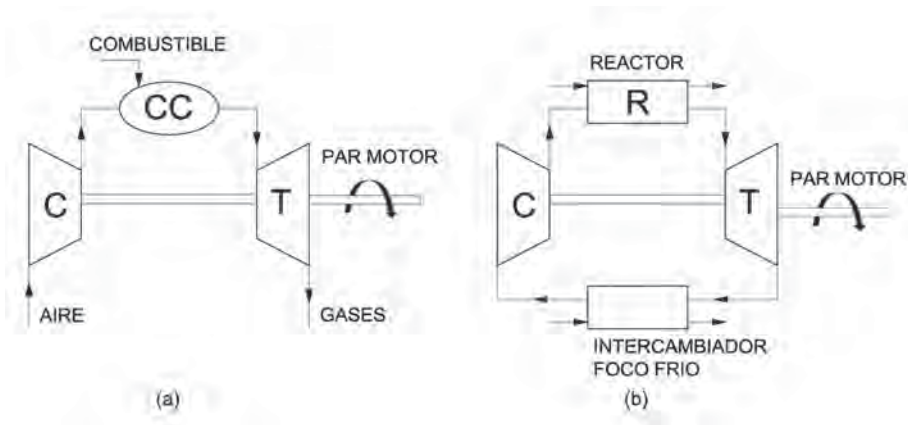 COMBUSTIBLE
CC
PAR MOTOR
C
T
AIRE
GASES
(a)
REACTOR
R
PAR MOTOR
C
T
INTERCAMBIADOR
FOCO FRIO
(b)